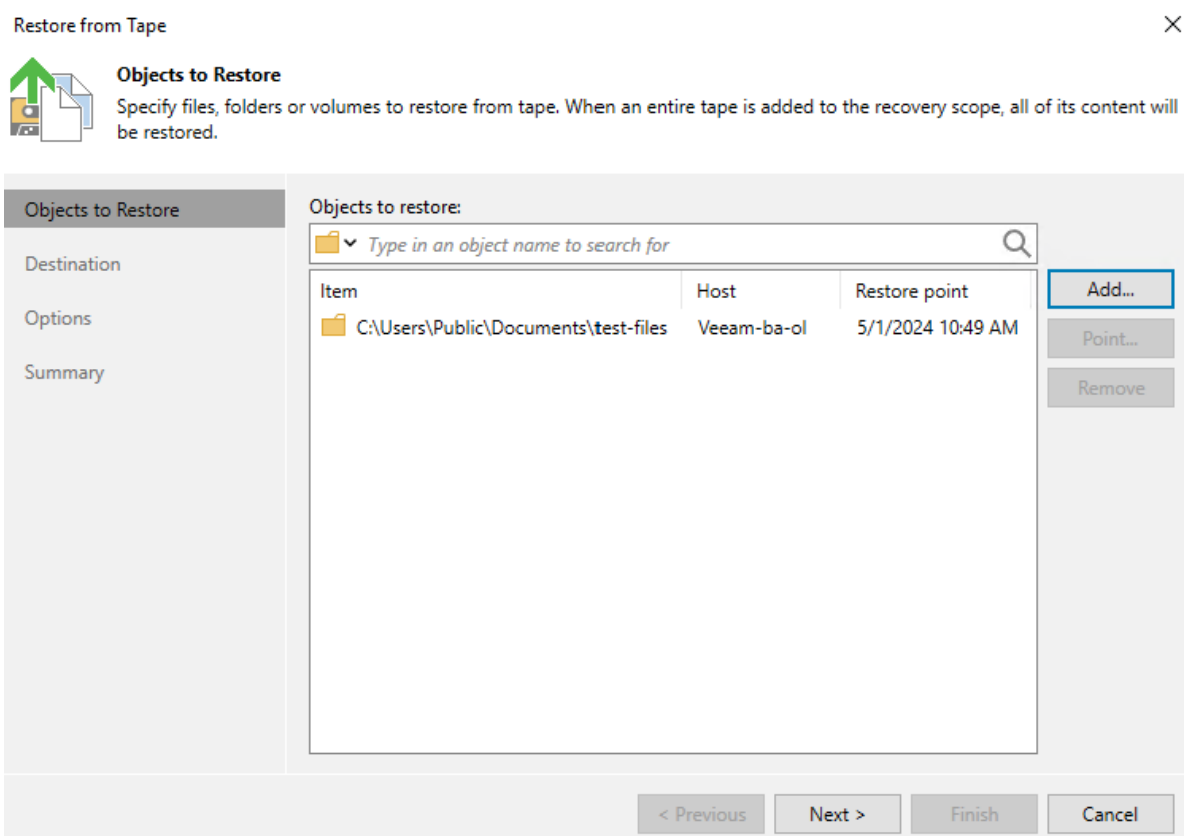 Restore from Tape
Objects to Restore
Specify files, folders or volumes to restore from tape. When an entire tape is added to the recovery scope, all of its content will
be restored.
Objects to Restore
Destination
Options
Summary
Objects to restore:
Type in an object name to search for
Item Host Restore point
C:\Users\Public\Documents\test-files Veeam-ba-ol 5/1/2024 10:49 AM
Add...
Point...
Remove
< Previous Next > Finish Cancel